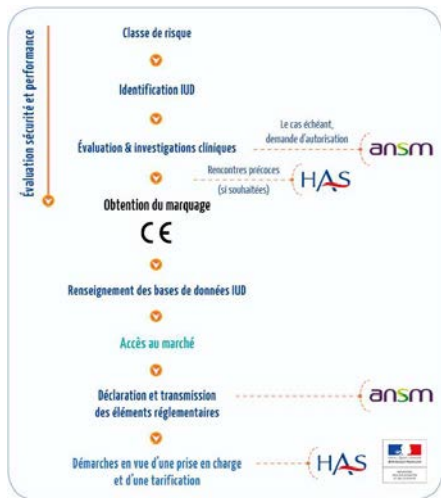 Classe de risque
Identification IUD
Évaluation sécurité et performance
Évaluation & investigations cliniques
Le cas échéant,
demande d'autorisation
ansm
Rencontres précoces
(si souhaitées)
HAS
Obtention du marquage
CE
Renseignement des bases de données IUD
Accès au marché
Déclaration et transmission
des éléments réglementaires
ansm
Démarches en vue d'une prise en charge
et d'une tarification
HAS